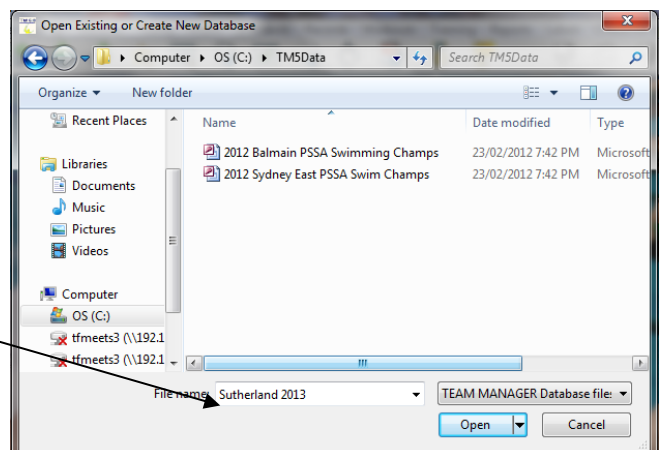 Open Existing or Create New Database
Computer ▸ OS (C:) ▸ TM5Data
Search TM5Data
Organize New folder
Recent Places
Libraries
Documents
Music
Pictures
Videos
Computer
OS (C:)
tfmeets3 (\\192.1
tfmeets3 (\\192.1
Name Date modified Type
2012 Balmain PSSA Swimming Champs 23/02/2012 7:42 PM Microsoft
2012 Sydney East PSSA Swim Champs 23/02/2012 7:42 PM Microsoft
File name: Sutherland 2013 TEAM MANAGER Database file:
Open Cancel